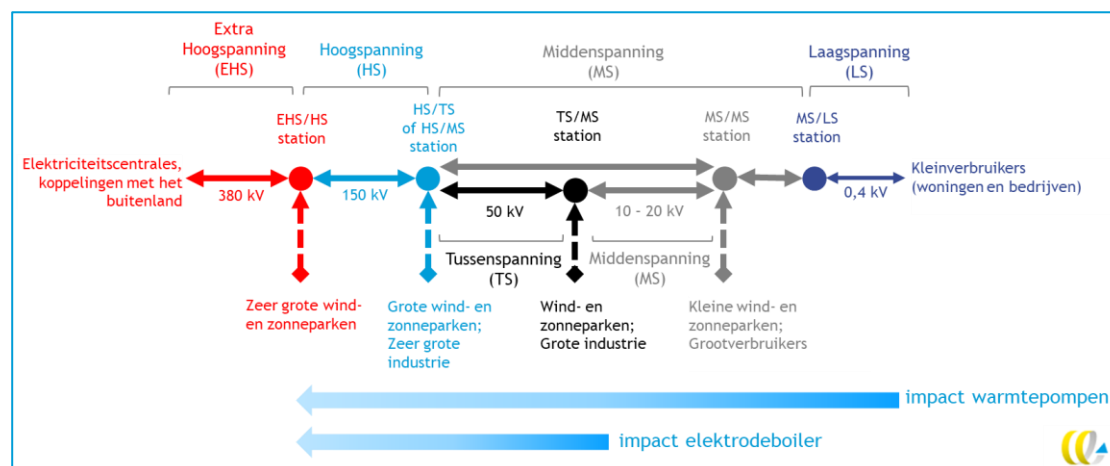 Extra
Hoogspanning
(EHS)
Hoogspanning
(HS)
Middenspanning
(MS)
Laagspanning
(LS)
EHS/HS
station
HS/TS
of HS/MS
station
TS/MS
station
MS/MS
station
MS/LS
station
Elektriciteitscentrales,
koppelingen met het
buitenland
380 kV
150 kV
50 kV
10 - 20 kV
0,4 kV
Kleinverbruikers
(woningen en bedrijven)
Tussenspanning
(TS)
Middenspanning
(MS)
Zeer grote wind-
en zonneparken
Grote wind- en
zonneparken;
Zeer grote
industrie
Wind- en
zonneparken;
Grote industrie
Kleine wind- en
zonneparken;
Grootverbruikers
impact warmtepompen
impact elektrodeboiler